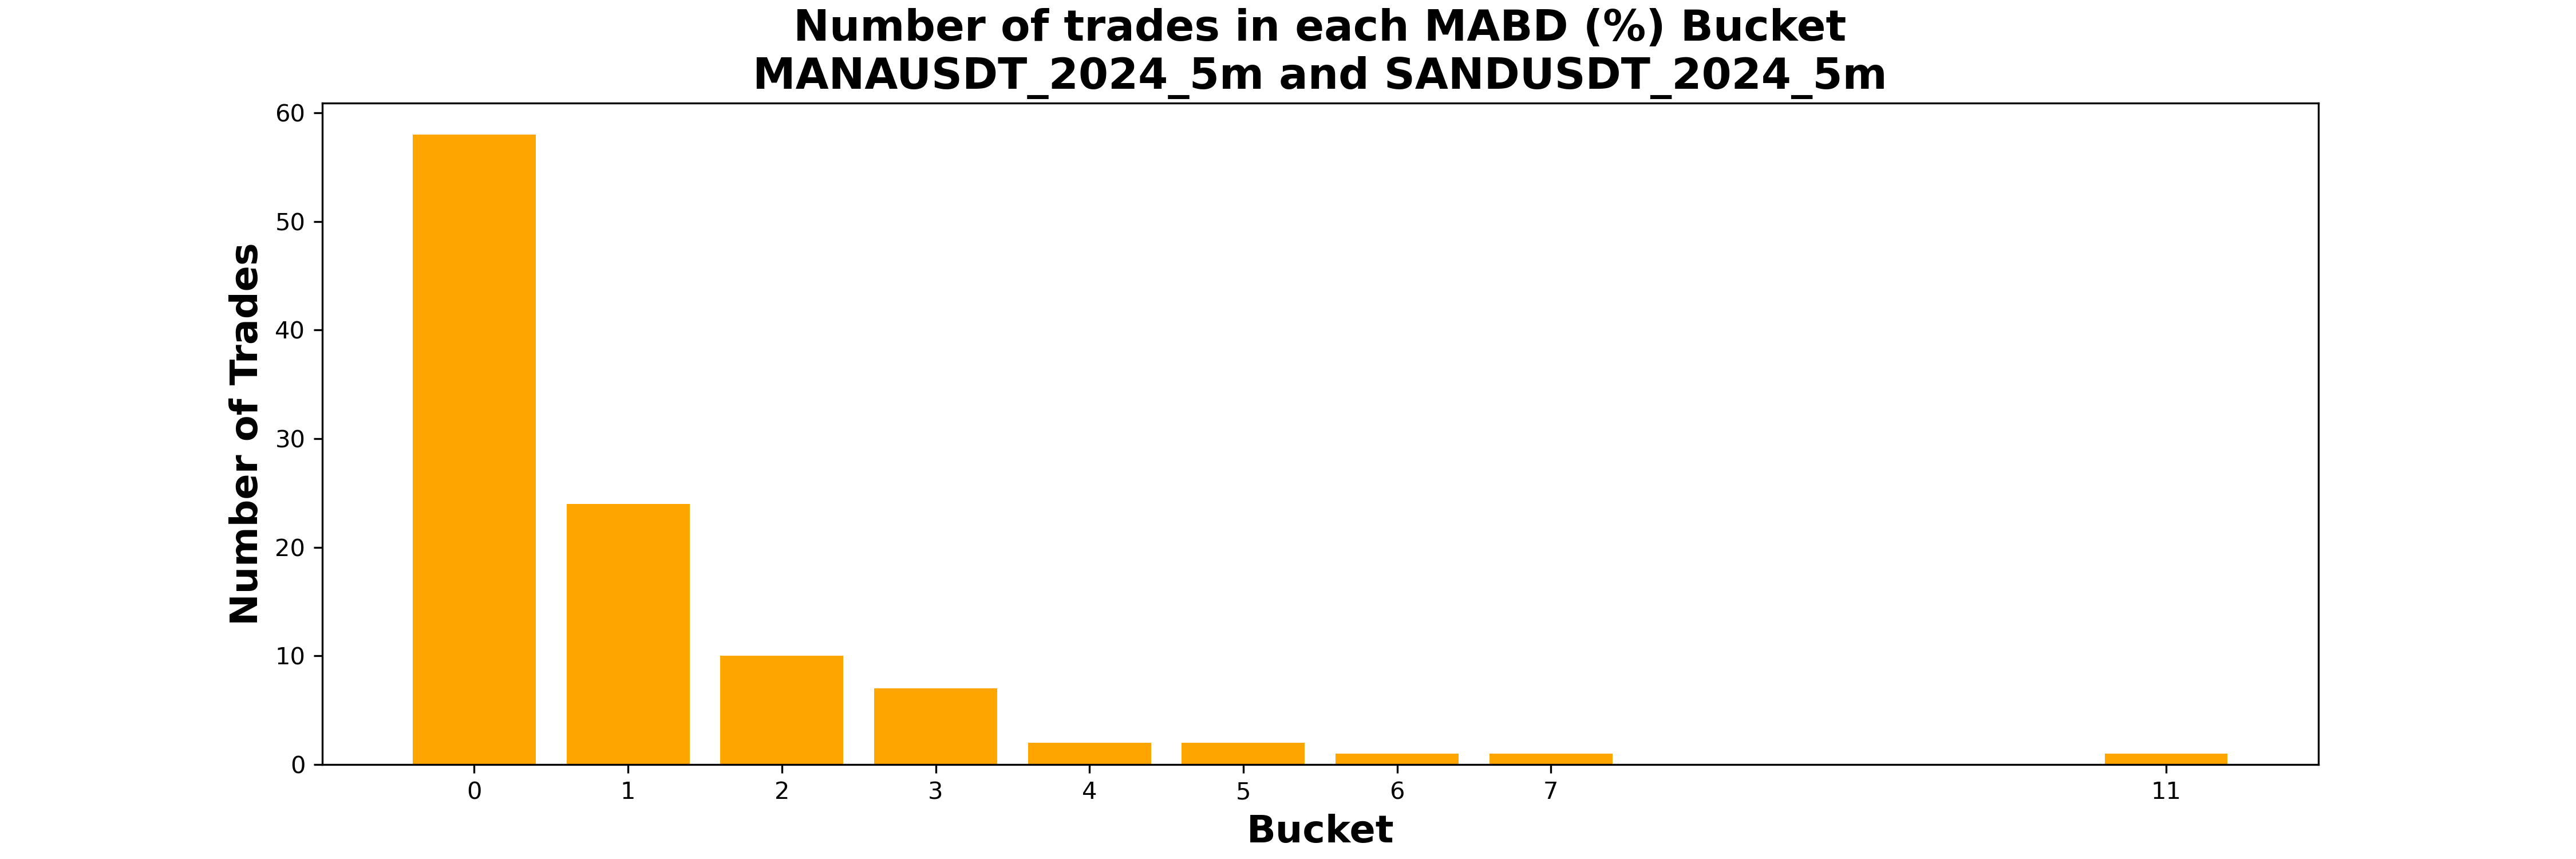 Number of trades in each MABD (%) Bucket
MANAUSDT_2024_5m and SANDUSDT_2024_5m
60
50
40
30
20
10
0
Number of Trades
0 1 2 3 4 5 6 7 11
Bucket